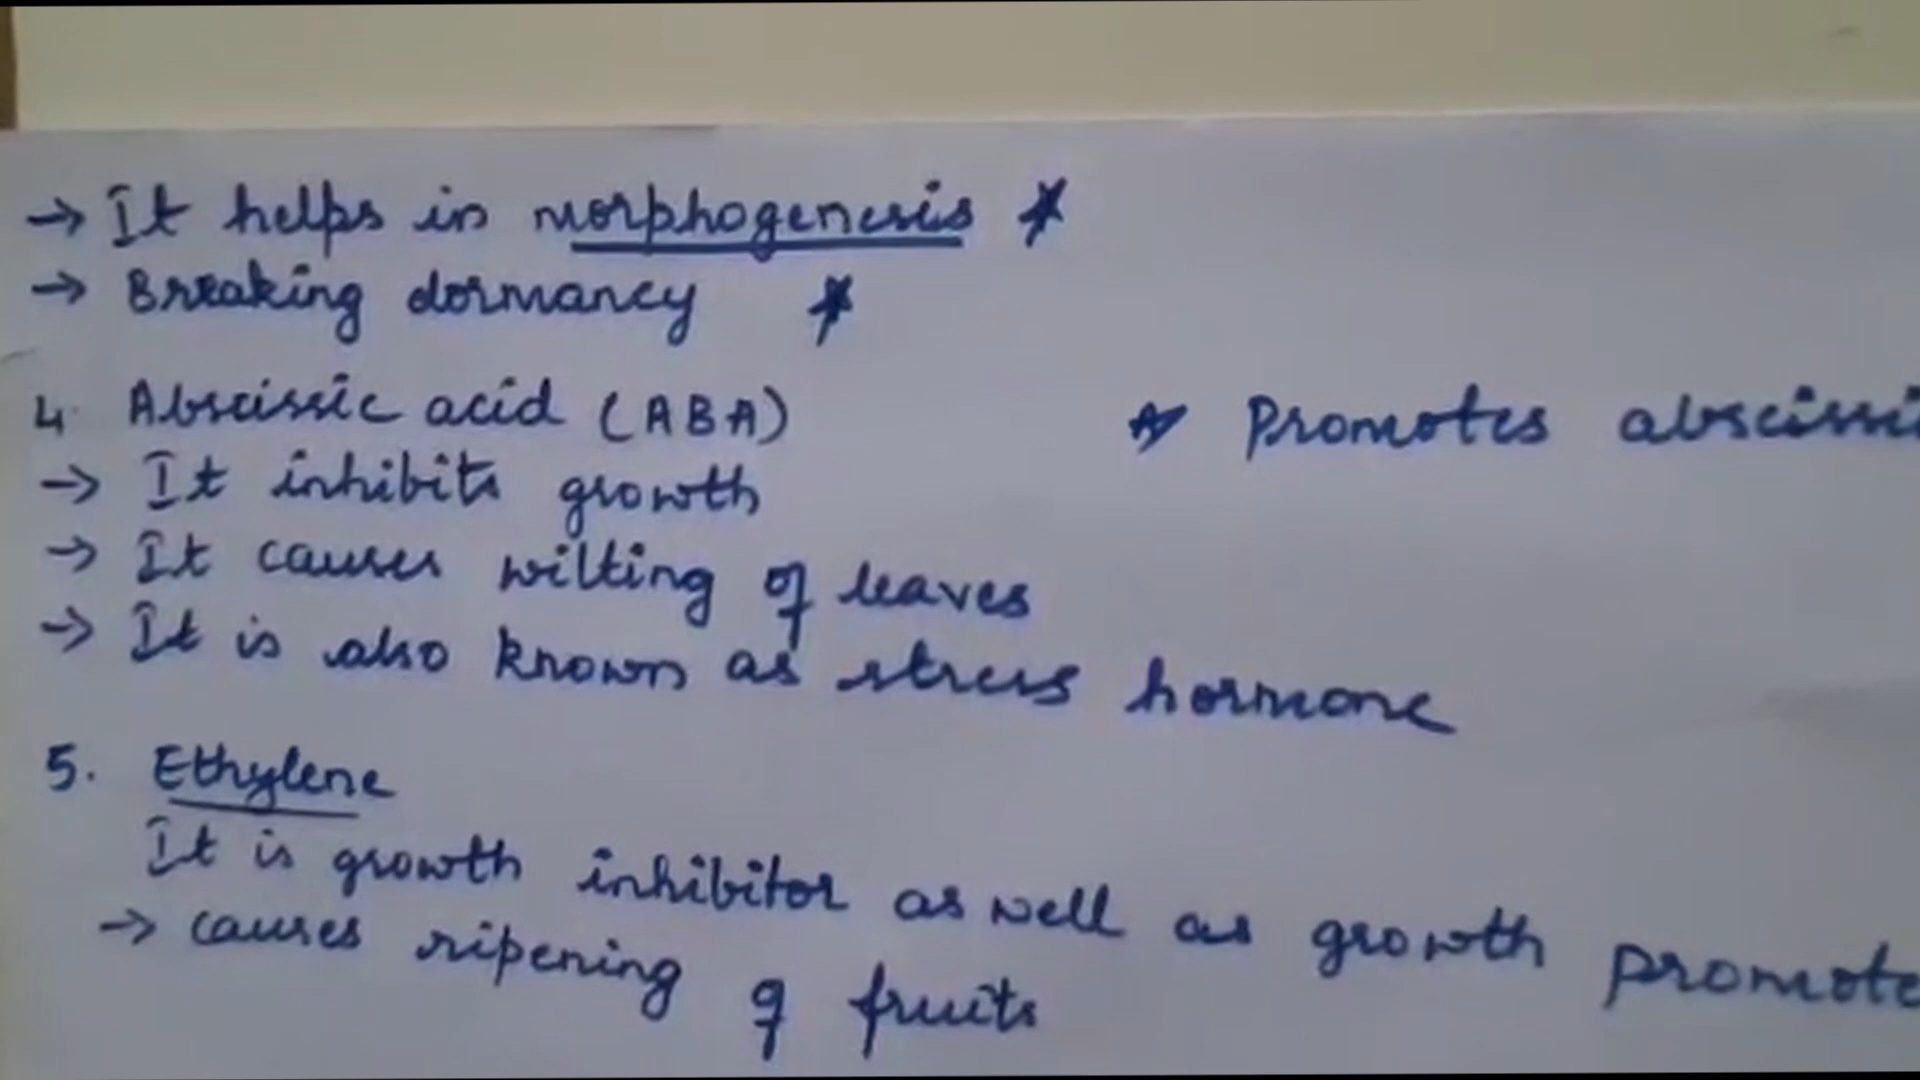 → It helps in morphogenesis *
→ Breaking dormancy *
4. Abscissic acid (ABA) ☆ Promotes abscissi
→ It inhibits growth
→ It causes wilting of leaves
→ It is also known as stress hormone
5. Ethylene
It is growth inhibitor as well as growth promote
→ causes ripening of fruits